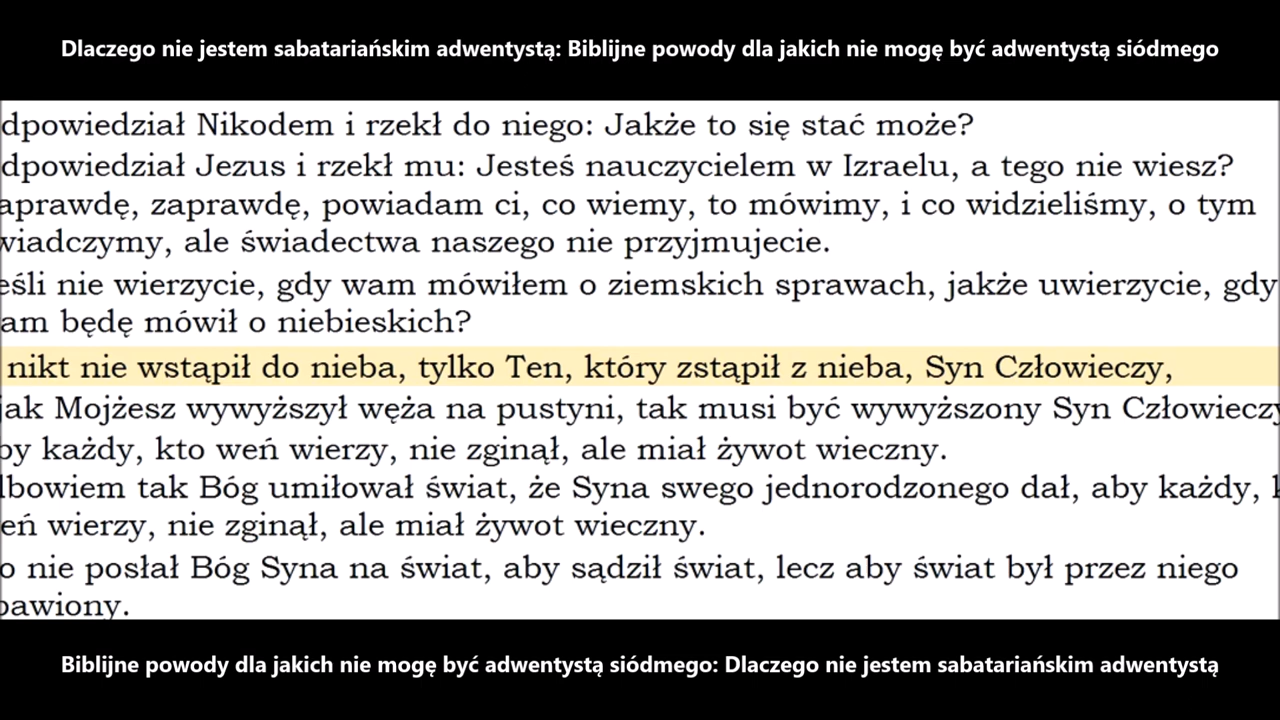 Dlaczego nie jestem sabatariańskim adwentystą: Biblijne powody dla jakich nie mogę być adwentystą siódmego
dpowiedział Nikodem i rzekł do niego: Jakże to się stać może?
dpowiedział Jezus i rzekł mu: Jesteś nauczycielem w Izraelu, a tego nie wiesz?
aprawdę, zaprawdę, powiadam ci, co wiemy, to mówimy, i co widzieliśmy, o tym
wiadczymy, ale świadectwa naszego nie przyjmujecie.
eśli nie wierzycie, gdy wam mówiłem o ziemskich sprawach, jakże uwierzycie, gdy
am będę mówił o niebieskich?
nikt nie wstąpił do nieba, tylko Ten, który zstąpił z nieba, Syn Człowieczy,
jak Mojżesz wywyższył węża na pustyni, tak musi być wywyższony Syn Człowieczy
by każdy, kto weń wierzy, nie zginął, ale miał żywot wieczny.
lbowiem tak Bóg umiłował świat, że Syna swego jednorodzonego dał, aby każdy, k
eń wierzy, nie zginął, ale miał żywot wieczny.
o nie posłał Bóg Syna na świat, aby sądził świat, lecz aby świat był przez niego
bawiony.
Biblijne powody dla jakich nie mogę być adwentystą siódmego: Dlaczego nie jestem sabatariańskim adwentystą